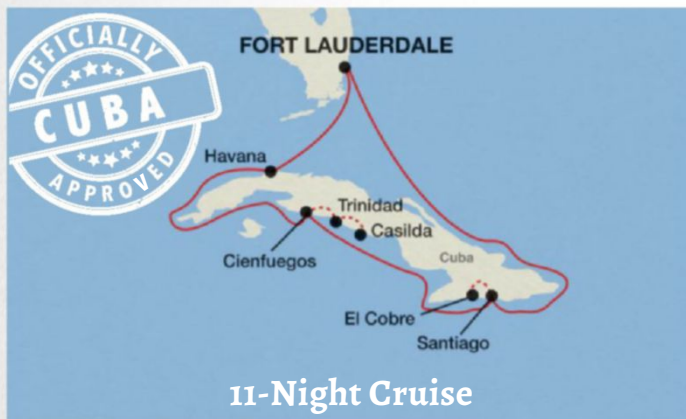 OFFICIALLY
CUBA
APPROVED
FORT LAUDERDALE
Havana
Trinidad
Casilda
Cienfuegos
Cuba
El Cobre
Santiago
11-Night Cruise